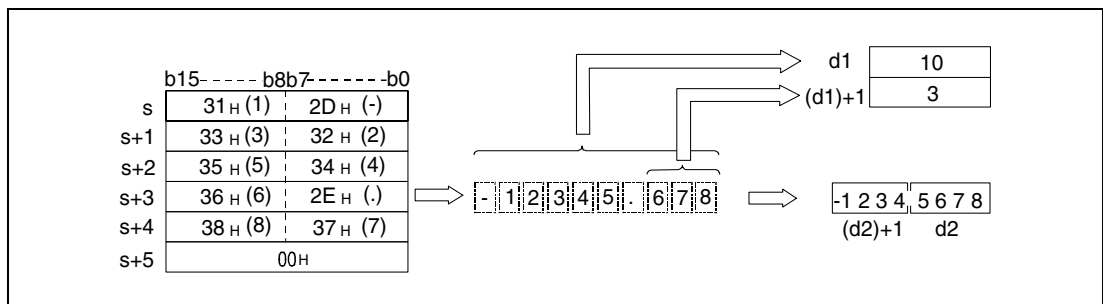 b15 b8b7 b0
s 31H (1) 2DH (-)
s+1 33H (3) 32H (2)
s+2 35H (5) 34H (4)
s+3 36H (6) 2EH (.)
s+4 38H (8) 37H (7)
s+5 00H
- 1 2 3 4 5 . 6 7 8
d1 10
(d1)+1 3
-1 2 3 4 5 6 7 8
(d2)+1 d2